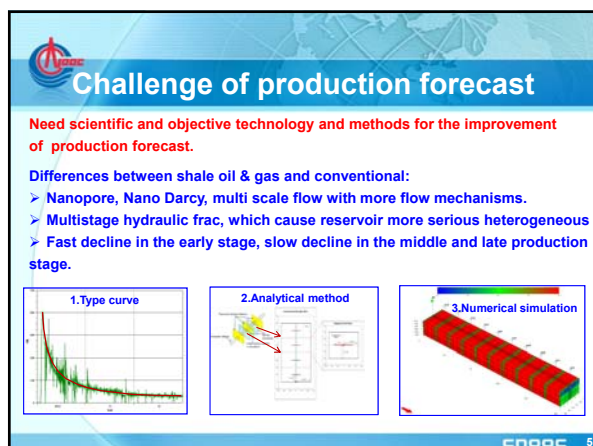 CNOOC
Challenge of production forecast
Need scientific and objective technology and methods for the improvement
of production forecast.
Differences between shale oil & gas and conventional:
➢ Nanopore, Nano Darcy, multi scale flow with more flow mechanisms.
➢ Multistage hydraulic frac, which cause reservoir more serious heterogeneous
➢ Fast decline in the early stage, slow decline in the middle and late production
stage.
1.Type curve
2.Analytical method
3.Numerical simulation
5